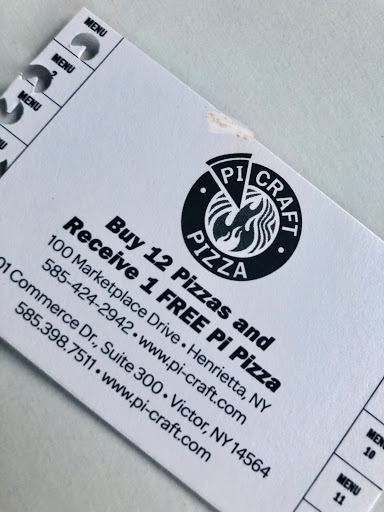 MENU
MENU
2
MENU
MENU
PI CRAFT
PIZZA
Buy 12 Pizzas and
Receive 1 FREE Pi Pizza
100 Marketplace Drive • Henrietta, NY
585-424-2942 • www.pi-craft.com
01 Commerce Dr., Suite 300 • Victor, NY 14564
585.398.7511 • www.pi-craft.com
10
MENU
11